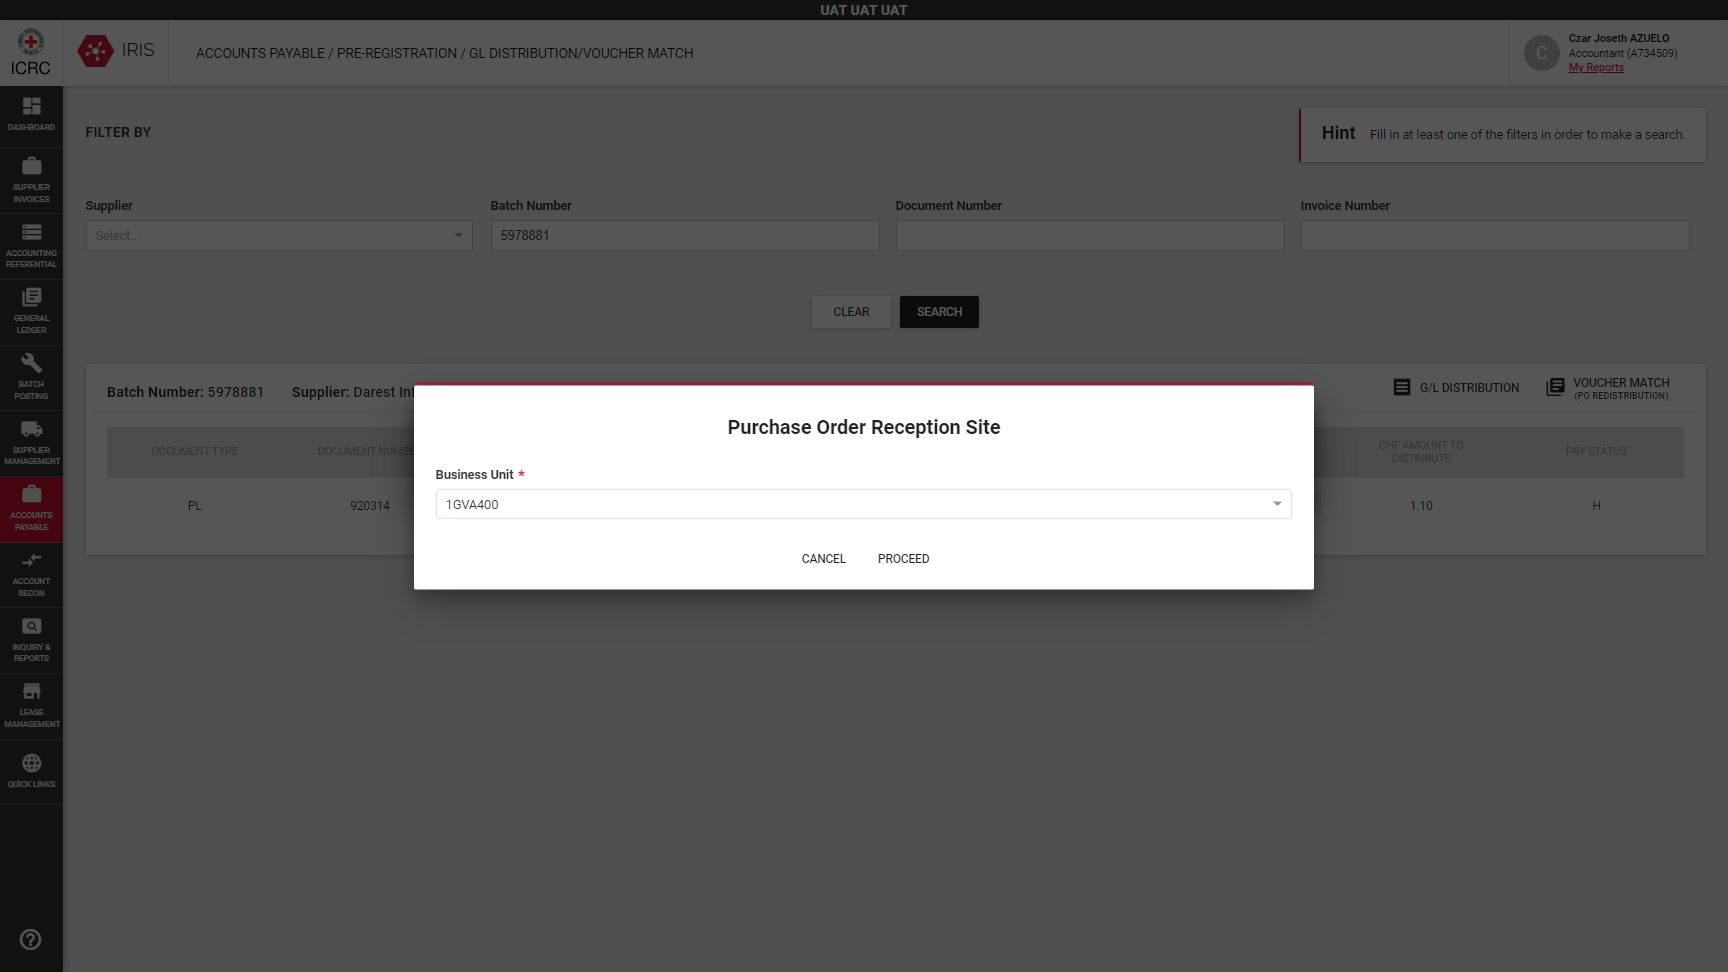 UAT UAT UAT
ICRC
IRIS
ACCOUNTS PAYABLE / PRE-REGISTRATION / GL DISTRIBUTION/VOUCHER MATCH
C
Czar Joseth AZUELO
Accountant (A734509)
My Reports
DASHBOARD
SUPPLIER
INVOICES
ACCOUNTING
REFERENTIAL
GENERAL
LEDGER
BATCH
POSTING
SUPPLIER
MANAGEMENT
ACCOUNTS
PAYABLE
ACCOUNT
RECON
INQUIRY &
REPORTS
LEASE
MANAGEMENT
QUICK LINKS
FILTER BY
Hint Fill in at least one of the filters in order to make a search.
Supplier
Select...
Batch Number
5978881
Document Number
Invoice Number
CLEAR
SEARCH
Batch Number: 5978881 Supplier: Darest
G/L DISTRIBUTION
VOUCHER MATCH
(PO REDISTRIBUTION)
DOCUMENT TYPE
DOCUMENT
CHF AMOUNT TO
DISTRIBUTE
PAY STATUS
PL
920314
1.10
H
Purchase Order Reception Site
Business Unit *
1GVA400
CANCEL
PROCEED